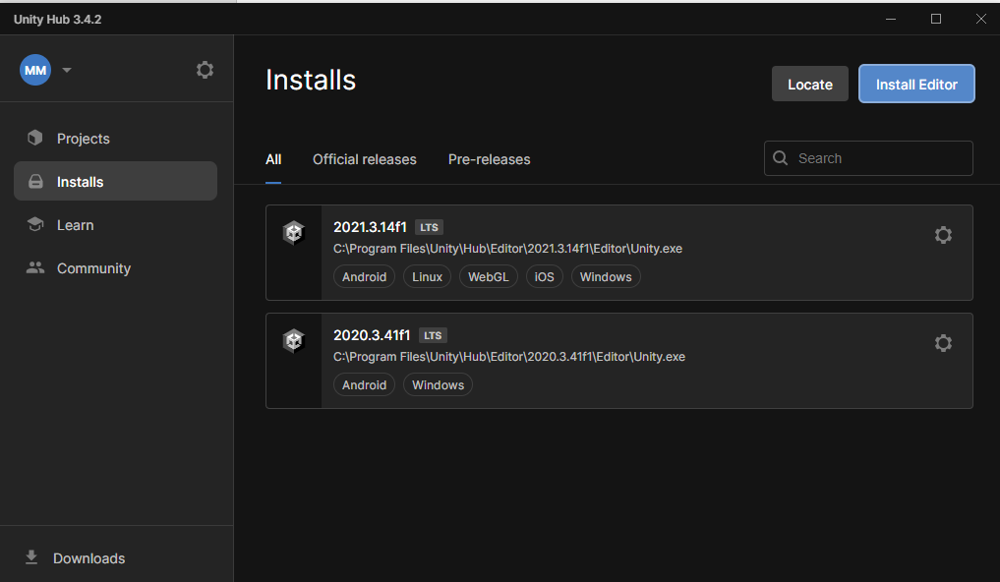 Unity Hub 3.4.2
MM
Projects
Installs
Learn
Community
Downloads
Installs
Locate
Install Editor
All
Official releases
Pre-releases
Search
2021.3.14f1 LTS
C:\Program Files\Unity\Hub\Editor\2021.3.14f1\Editor\Unity.exe
Android Linux WebGL iOS Windows
2020.3.41f1 LTS
C:\Program Files\Unity\Hub\Editor\2020.3.41f1\Editor\Unity.exe
Android Windows